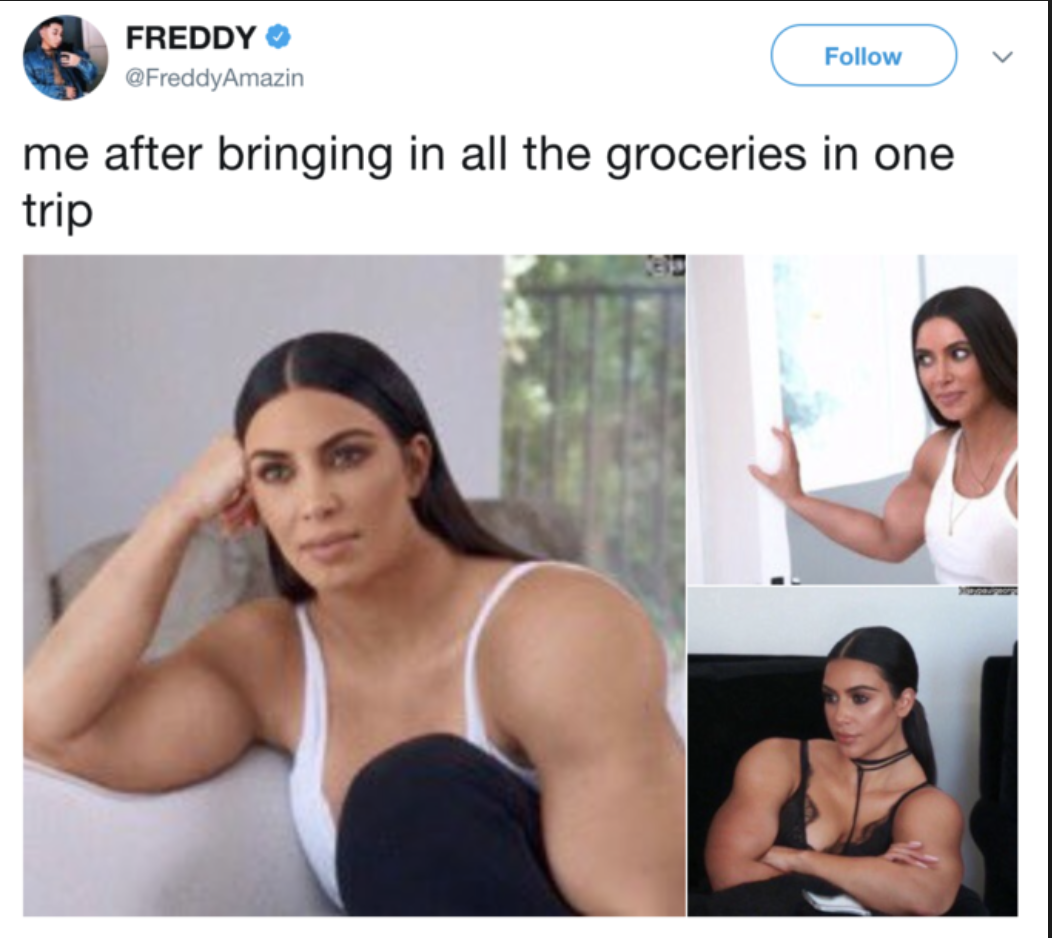 FREDDY
@FreddyAmazin
Follow
me after bringing in all the groceries in one
trip